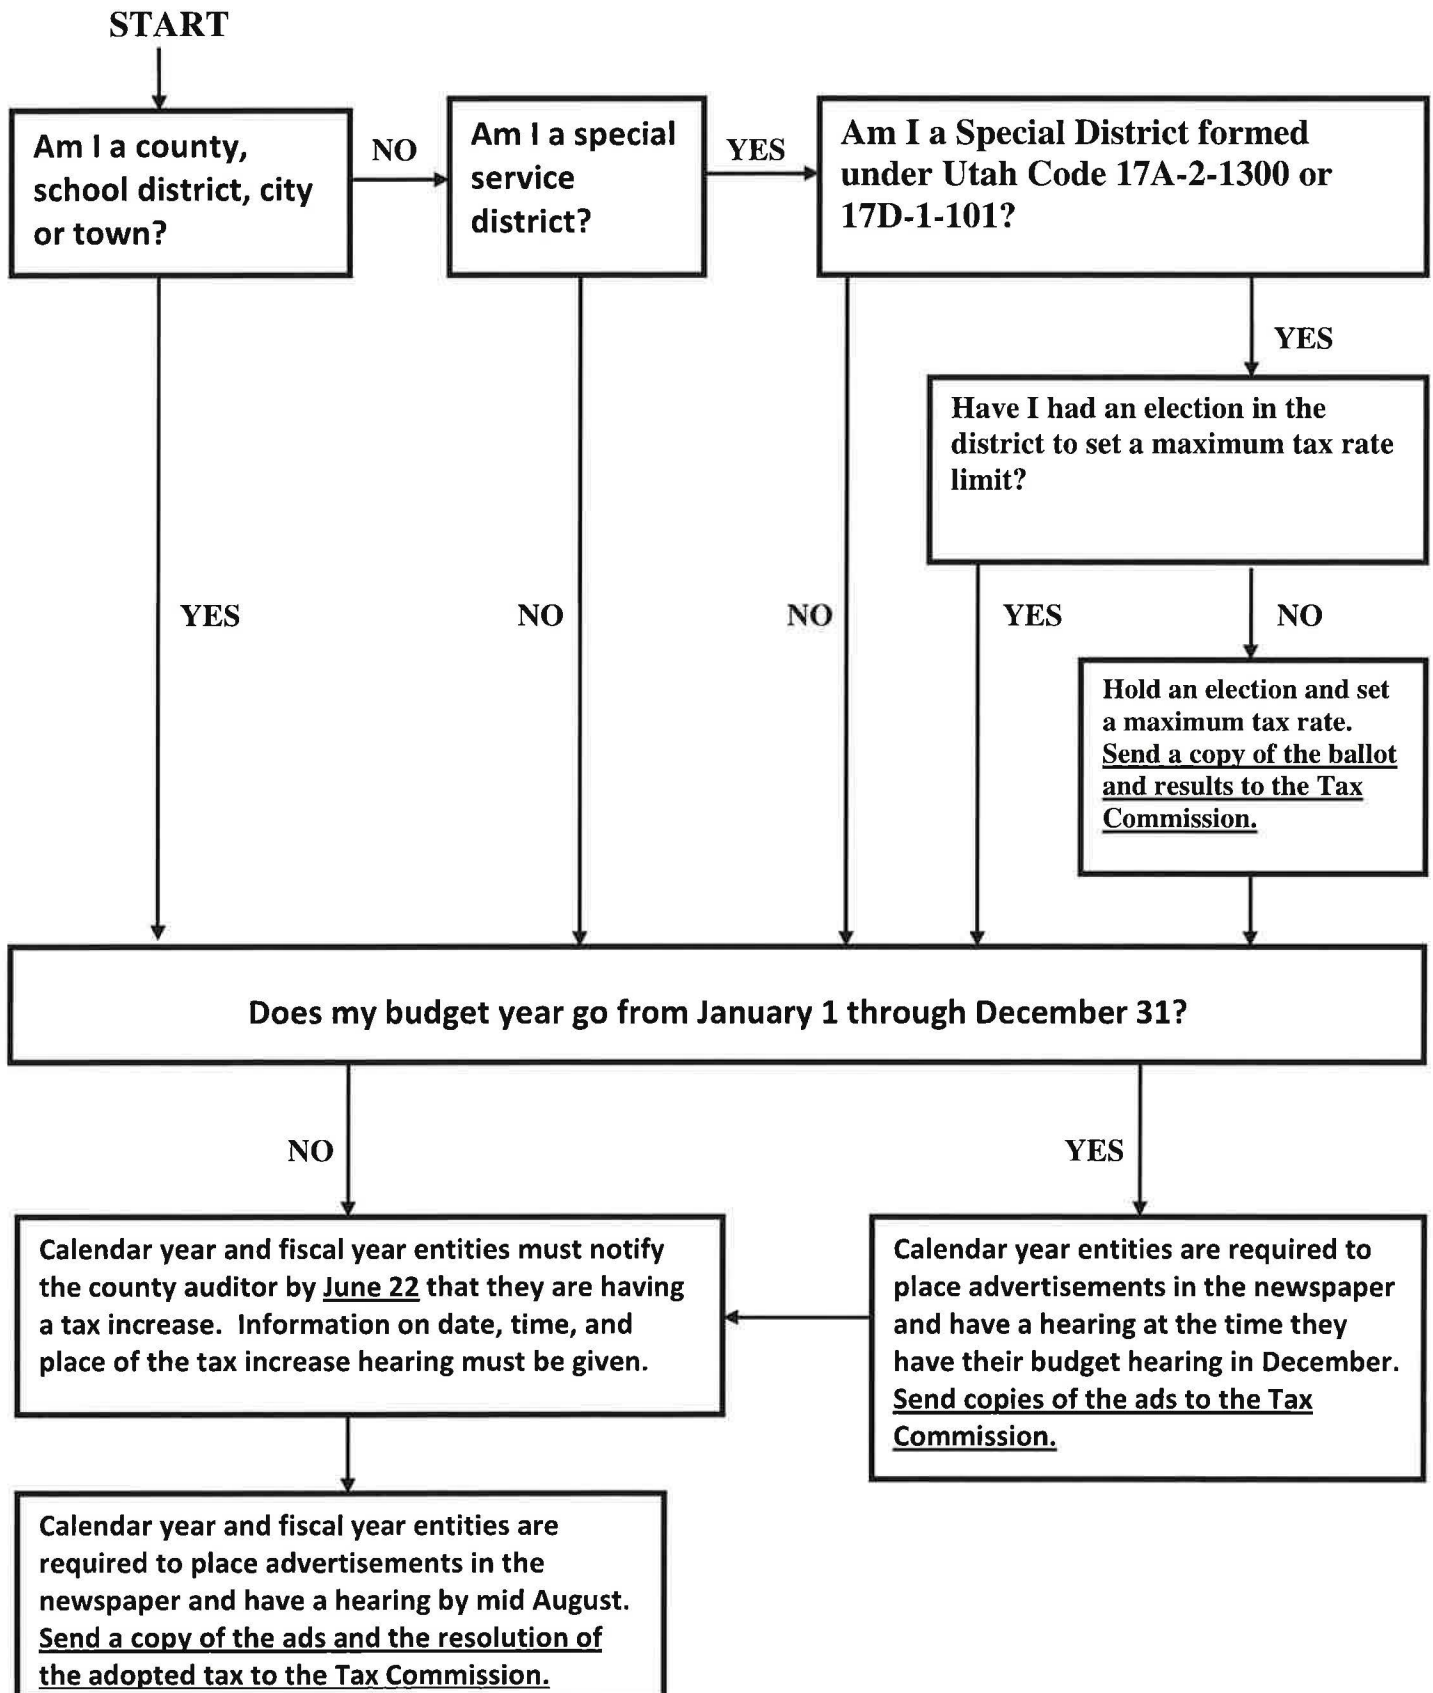 START
Am I a county,
school district, city
or town?
NO
Am I a special
service
district?
YES
Am I a Special District formed
under Utah Code 17A-2-1300 or
17D-1-101?
YES
Have I had an election in the
district to set a maximum tax rate
limit?
YES
NO
NO
YES
NO
Hold an election and set
a maximum tax rate.
Send a copy of the ballot
and results to the Tax
Commission.
Does my budget year go from January 1 through December 31?
NO
YES
Calendar year and fiscal year entities must notify
the county auditor by June 22 that they are having
a tax increase. Information on date, time, and
place of the tax increase hearing must be given.
Calendar year entities are required to
place advertisements in the newspaper
and have a hearing at the time they
have their budget hearing in December.
Send copies of the ads to the Tax
Commission.
Calendar year and fiscal year entities are
required to place advertisements in the
newspaper and have a hearing by mid August.
Send a copy of the ads and the resolution of
the adopted tax to the Tax Commission.